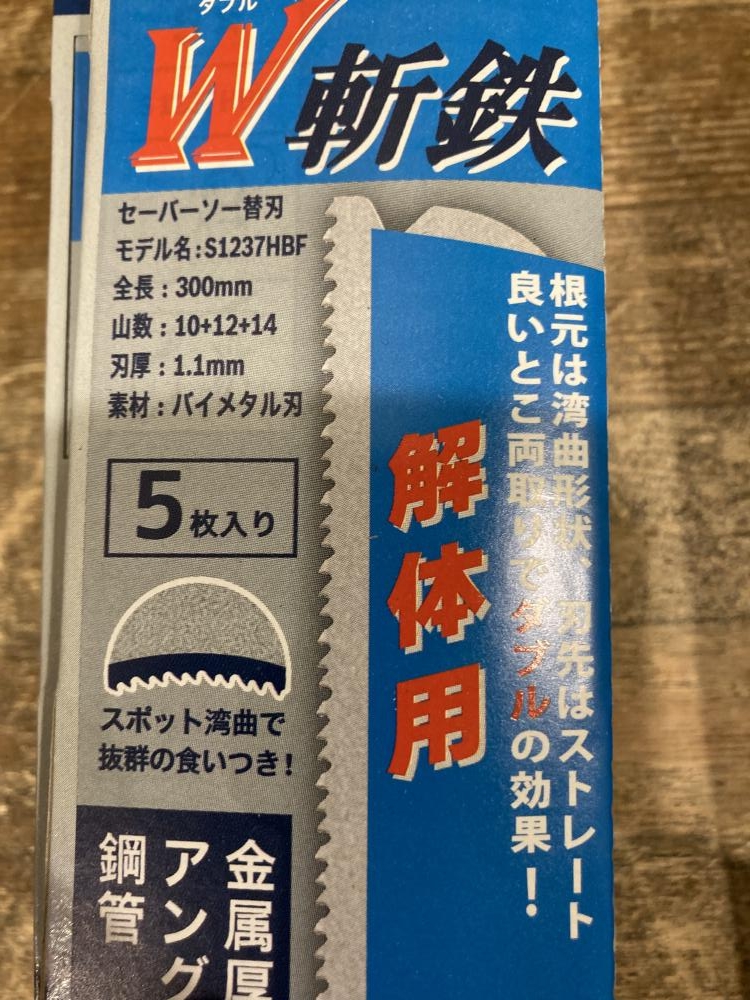 ダブル
W斬鉄
セーバーソー替刃
モデル名：S1237HBF
全長：300mm
山数：10+12+14
刃厚：1.1mm
素材：バイメタル刃
5枚入り
スポット湾曲で
抜群の食いつき！
根元は湾曲形状、刃先はストレート
良いとこ両取りでダブルの効果！
解体用
金属厚
アング
鋼管